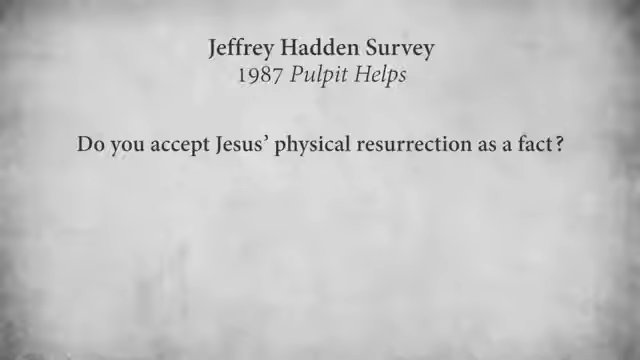 Jeffrey Hadden Survey
1987 Pulpit Helps
Do you accept Jesus’ physical resurrection as a fact?